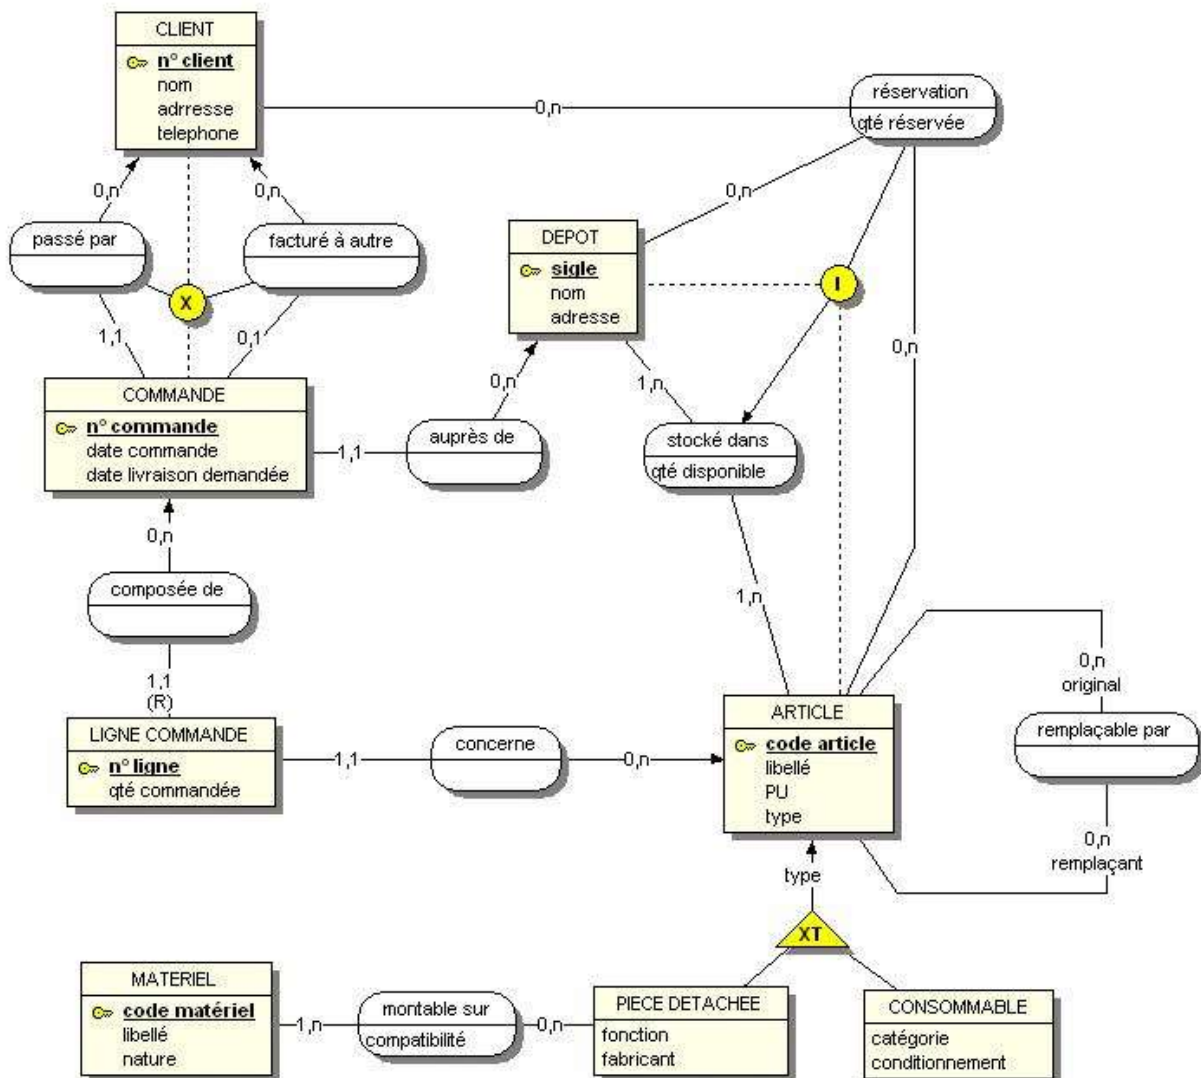 CLIENT
n° client
nom
adrresse
telephone
0,n
réservation
qté réservée
0,n
0,n
0,n
passé par
facturé à autre
DEPOT
sigle
nom
adresse
I
X
1,1
0,1
0,n
1,n
0,n
COMMANDE
n° commande
date commande
date livraison demandée
1,1
auprès de
stocké dans
qté disponible
0,n
composée de
1,n
1,1
(R)
0,n
original
LIGNE COMMANDE
n° ligne
qté commandée
1,1
concerne
0,n
ARTICLE
code article
libellé
PU
type
remplaçable par
0,n
remplaçant
type
XT
MATERIEL
code matériel
libellé
nature
1,n
montable sur
compatibilité
0,n
PIECE DETACHEE
fonction
fabricant
CONSOMMABLE
catégorie
conditionnement